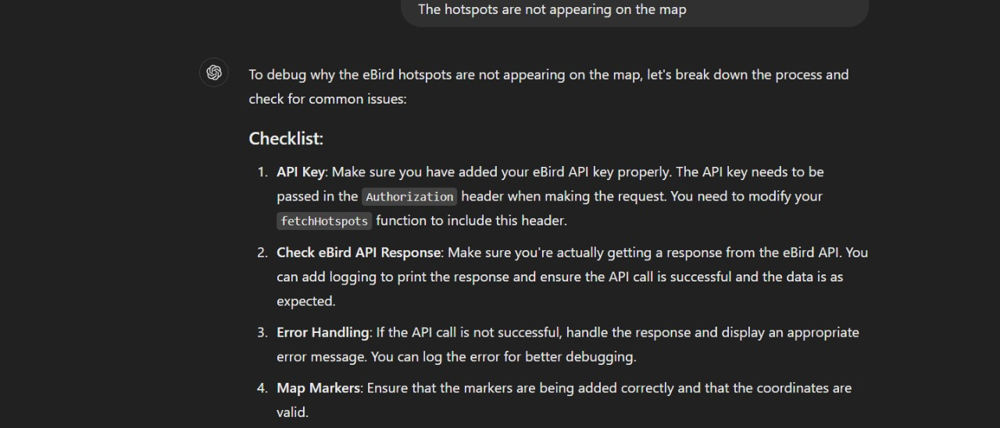 The hotspots are not appearing on the map
To debug why the eBird hotspots are not appearing on the map, let's break down the process and
check for common issues:
Checklist:
1. API Key: Make sure you have added your eBird API key properly. The API key needs to be
passed in the Authorization header when making the request. You need to modify your
fetchHotspots function to include this header.
2. Check eBird API Response: Make sure you're actually getting a response from the eBird API. You
can add logging to print the response and ensure the API call is successful and the data is as
expected.
3. Error Handling: If the API call is not successful, handle the response and display an appropriate
error message. You can log the error for better debugging.
4. Map Markers: Ensure that the markers are being added correctly and that the coordinates are
valid.